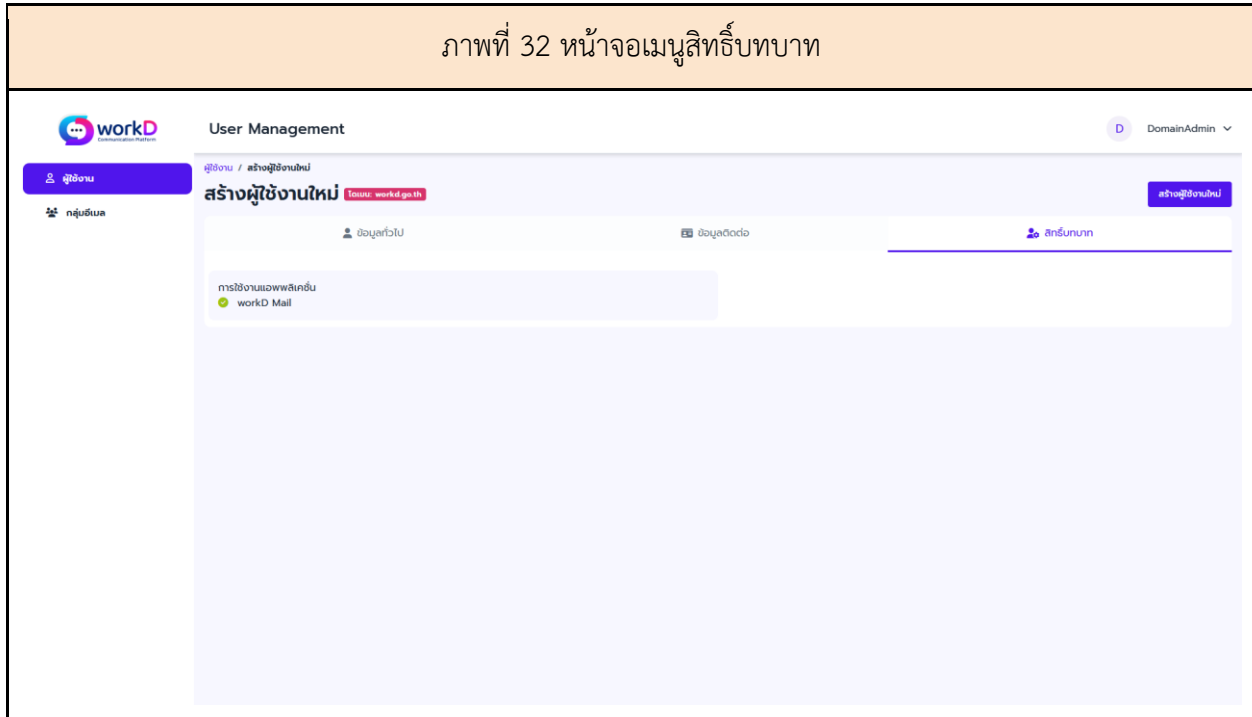 ภาพที่ 32 หน้าจอเมนูสิทธิ์บทบาท
workD
Communication Platform
User Management
D DomainAdmin
ผู้ใช้งาน
กลุ่มอีเมล
ผู้ใช้งาน / สร้างผู้ใช้งานใหม่
สร้างผู้ใช้งานใหม่ โดเมน: workd.go.th
สร้างผู้ใช้งานใหม่
ข้อมูลทั่วไป ข้อมูลติดต่อ สิทธิ์บทบาท
การใช้งานแอพพลิเคชั่น
workD Mail